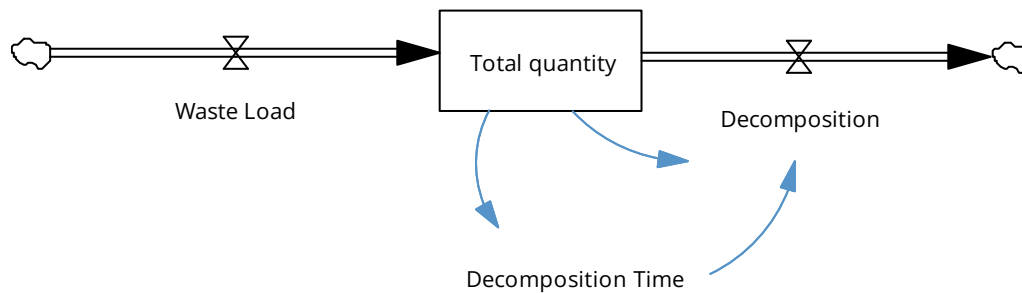 Total quantity
Waste Load
Decomposition
Decomposition Time